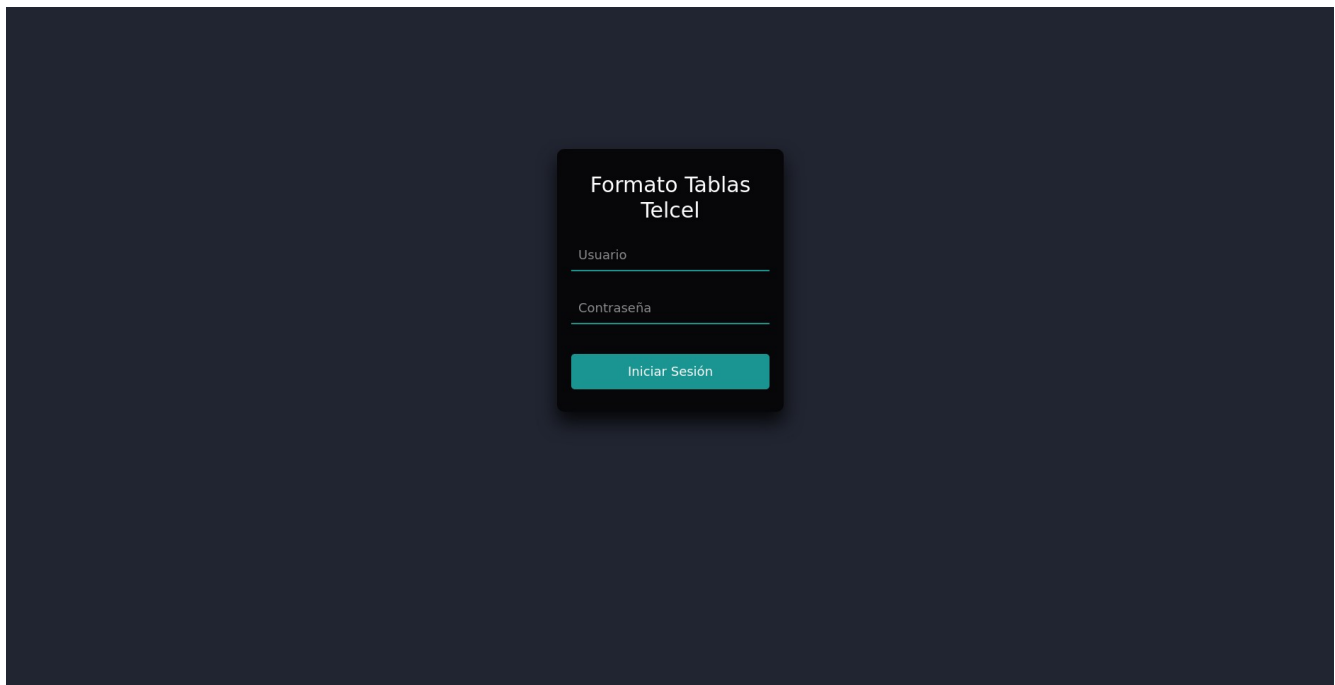 Formato Tablas
Telcel
Usuario
Contraseña
Iniciar Sesión